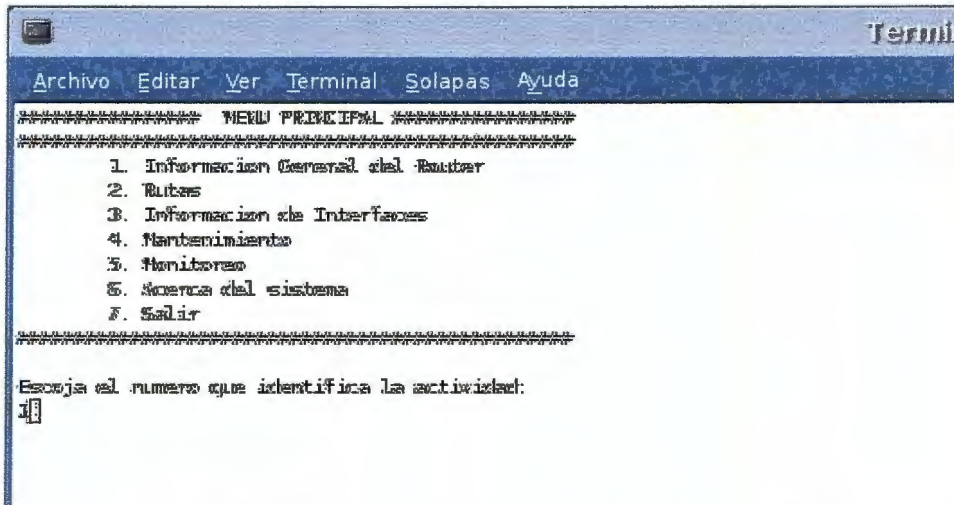 Termi
Archivo Editar Ver Terminal Solapas Ayuda
################ MENU PRINCIPAL ################
#################################################
1. Informacion General del Router
2. Rutas
3. Informacion de Interfaces
4. Mantenimiento
5. Monitoreo
6. Acerca del sistema
7. Salir
#################################################
Escoja el numero que identifica la actividad:
1